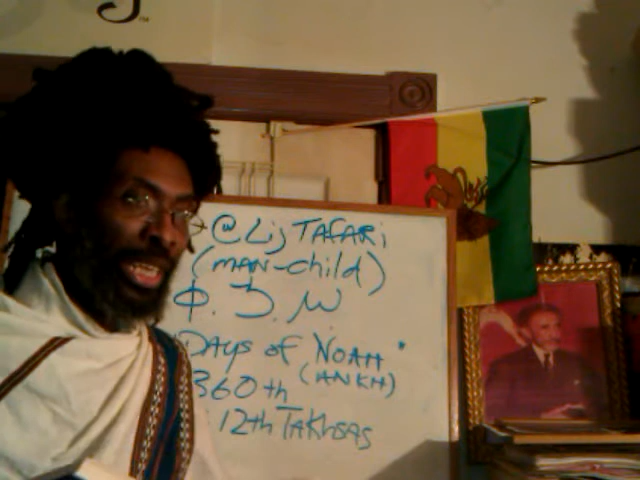 @Lij TAFARi
(MAN-child)
DAYS of NOAH"
360th (ANKH)
12th TAKhSAS